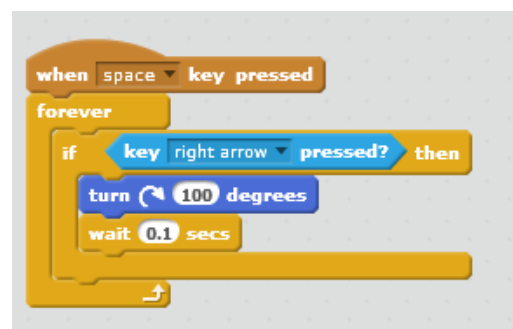 when space key pressed
forever
if key right arrow pressed? then
turn 100 degrees
wait 0.1 secs